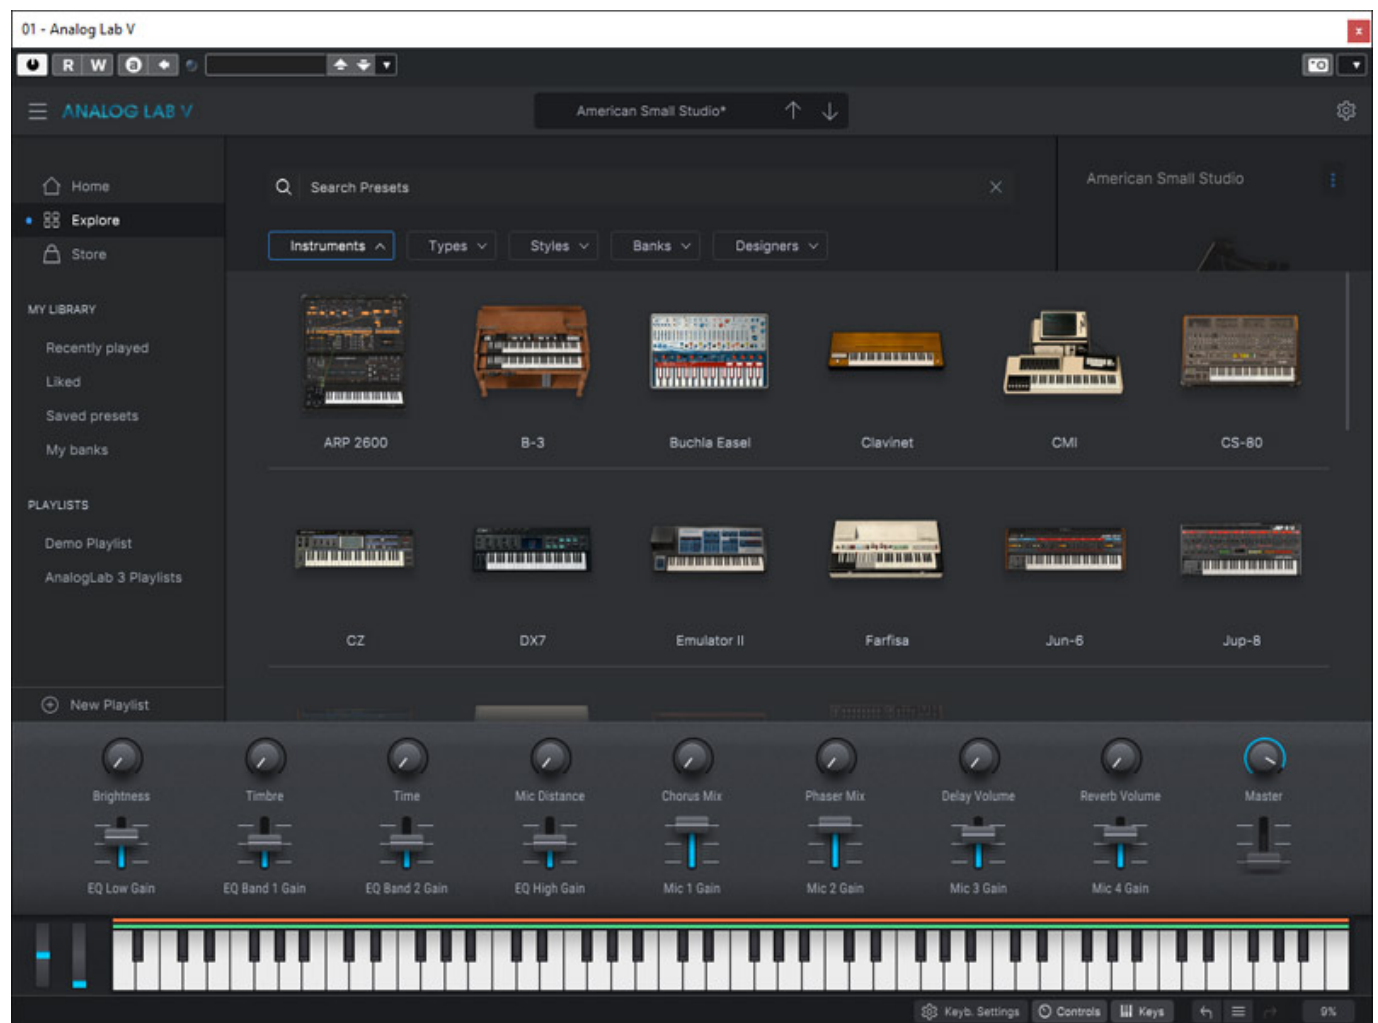 01 - Analog Lab V
x
R W a
ANALOG LAB V
American Small Studio*
Home
Explore
Store
MY LIBRARY
Recently played
Liked
Saved presets
My banks
PLAYLISTS
Demo Playlist
AnalogLab 3 Playlists
New Playlist
Search Presets
American Small Studio
Instruments Types Styles Banks Designers
ARP 2600 B-3 Buchla Easel Clavinet CMI CS-80
CZ DX7 Emulator II Farfisa Jun-6 Jup-8
Brightness Timbre Time Mic Distance Chorus Mix Phaser Mix Delay Volume Reverb Volume Master
EQ Low Gain EQ Band 1 Gain EQ Band 2 Gain EQ High Gain Mic 1 Gain Mic 2 Gain Mic 3 Gain Mic 4 Gain
Keyb. Settings Controls Keys 9%